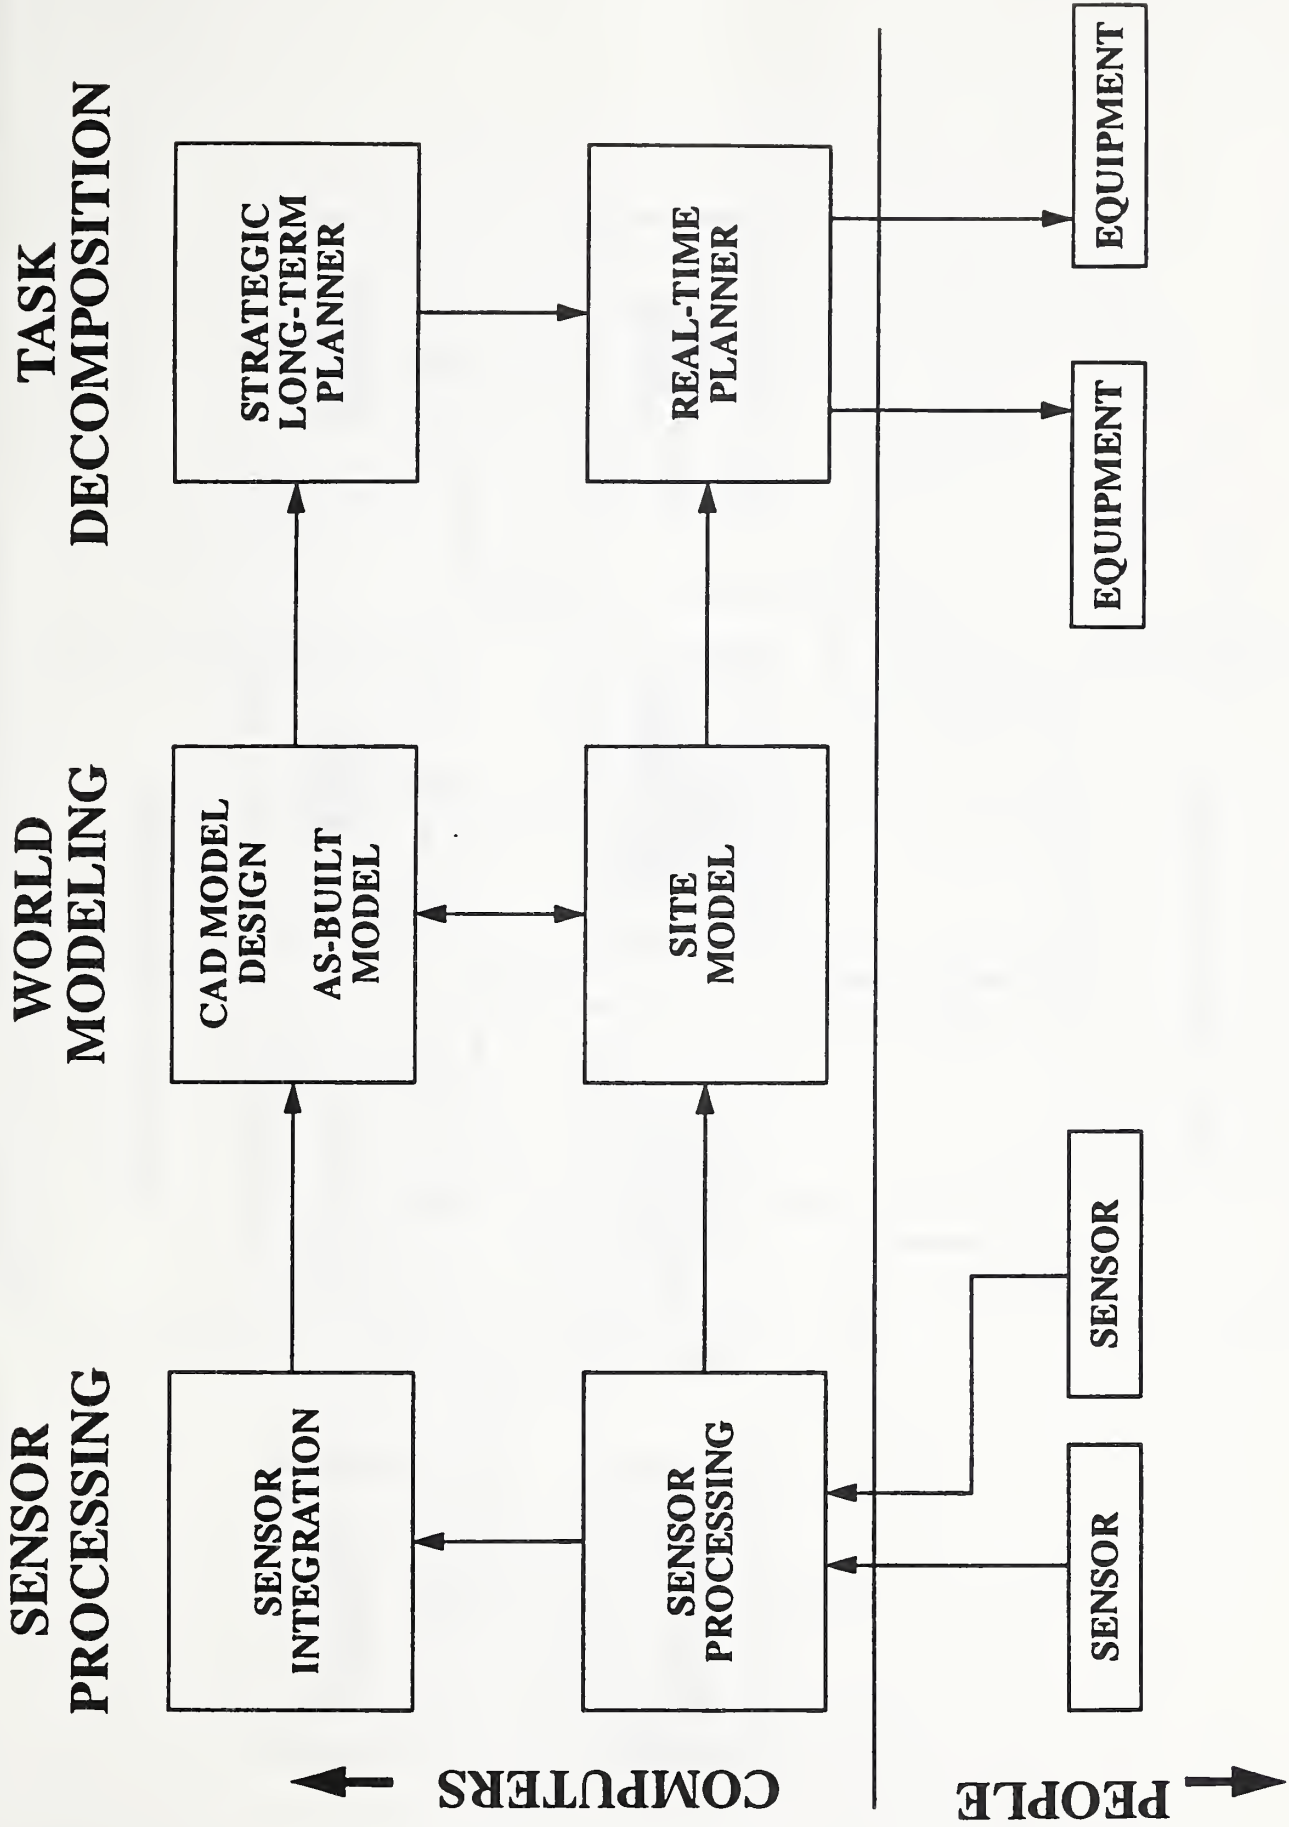 SENSOR
PROCESSING
WORLD
MODELING
TASK
DECOMPOSITION
SENSOR
INTEGRATION
CAD MODEL
DESIGN
AS-BUILT
MODEL
STRATEGIC
LONG-TERM
PLANNER
SENSOR
PROCESSING
SITE
MODEL
REAL-TIME
PLANNER
COMPUTERS
PEOPLE
SENSOR
SENSOR
EQUIPMENT
EQUIPMENT